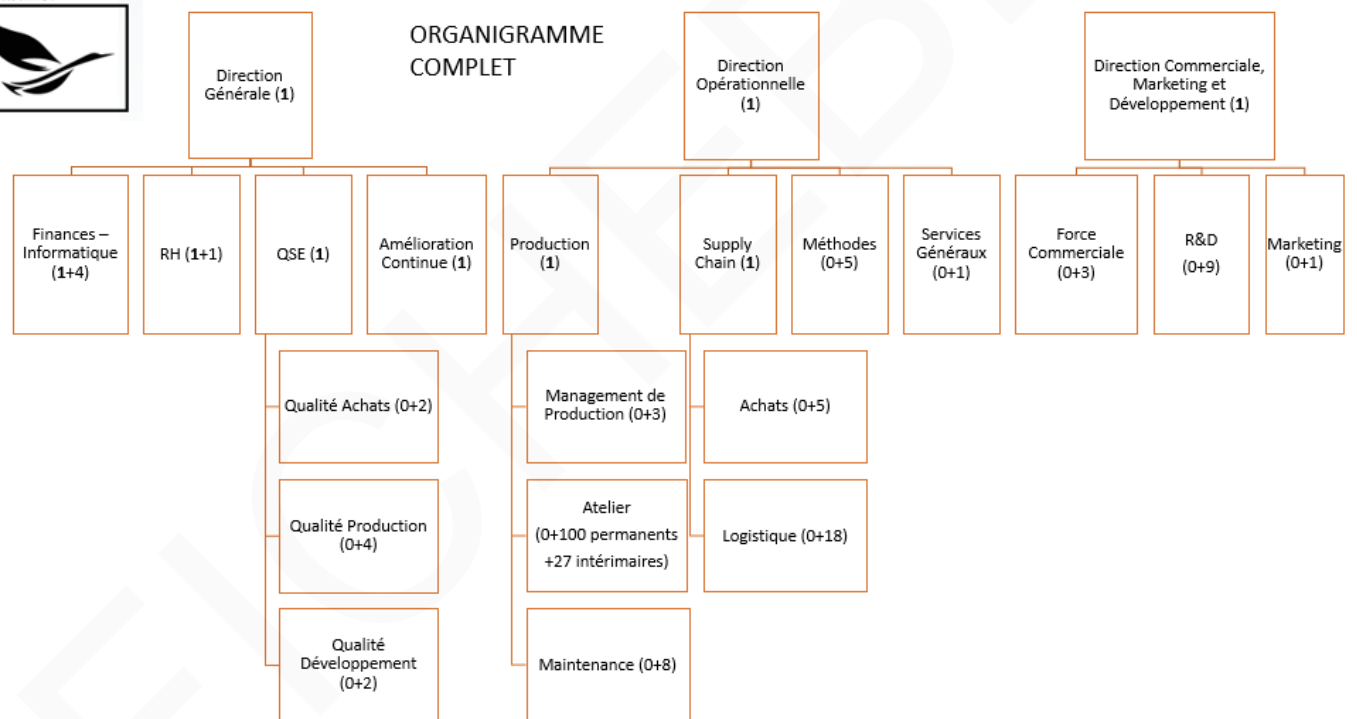 ORGANIGRAMME
COMPLET
Direction
Générale (1)
Direction
Opérationnelle
(1)
Direction Commerciale,
Marketing et
Développement (1)
Finances –
Informatique
(1+4)
RH (1+1)
QSE (1)
Amélioration
Continue (1)
Production
(1)
Supply
Chain (1)
Méthodes
(0+5)
Services
Généraux
(0+1)
Force
Commerciale
(0+3)
R&D
(0+9)
Marketing
(0+1)
Qualité Achats (0+2)
Management de
Production (0+3)
Achats (0+5)
Qualité Production
(0+4)
Atelier
(0+100 permanents
+27 intérimaires)
Logistique (0+18)
Qualité
Développement
(0+2)
Maintenance (0+8)